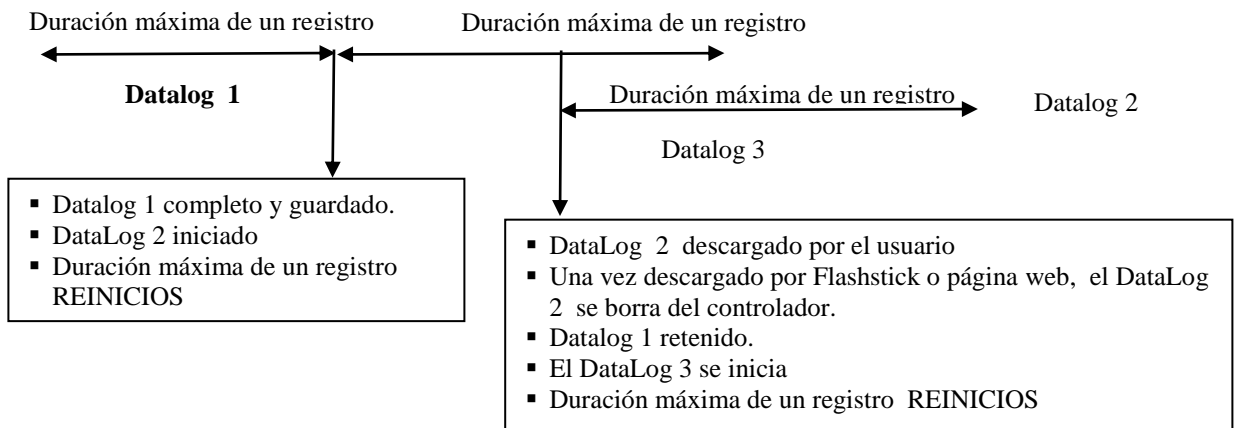 Duración máxima de un registro
Duración máxima de un registro
Datalog 1
Duración máxima de un registro
Datalog 2
Datalog 3
▪ Datalog 1 completo y guardado.
▪ DataLog 2 iniciado
▪ Duración máxima de un registro
REINICIOS
▪ DataLog 2 descargado por el usuario
▪ Una vez descargado por Flashstick o página web, el DataLog
2 se borra del controlador.
▪ Datalog 1 retenido.
▪ El DataLog 3 se inicia
▪ Duración máxima de un registro REINICIOS